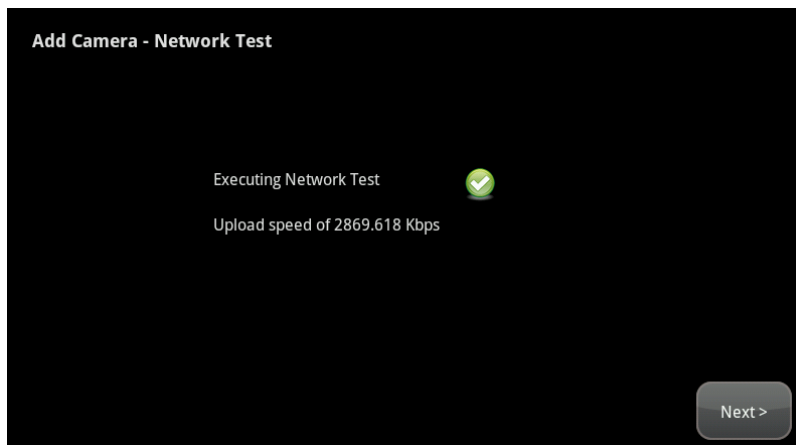 Add Camera - Network Test
Executing Network Test
Upload speed of 2869.618 Kbps
Next >